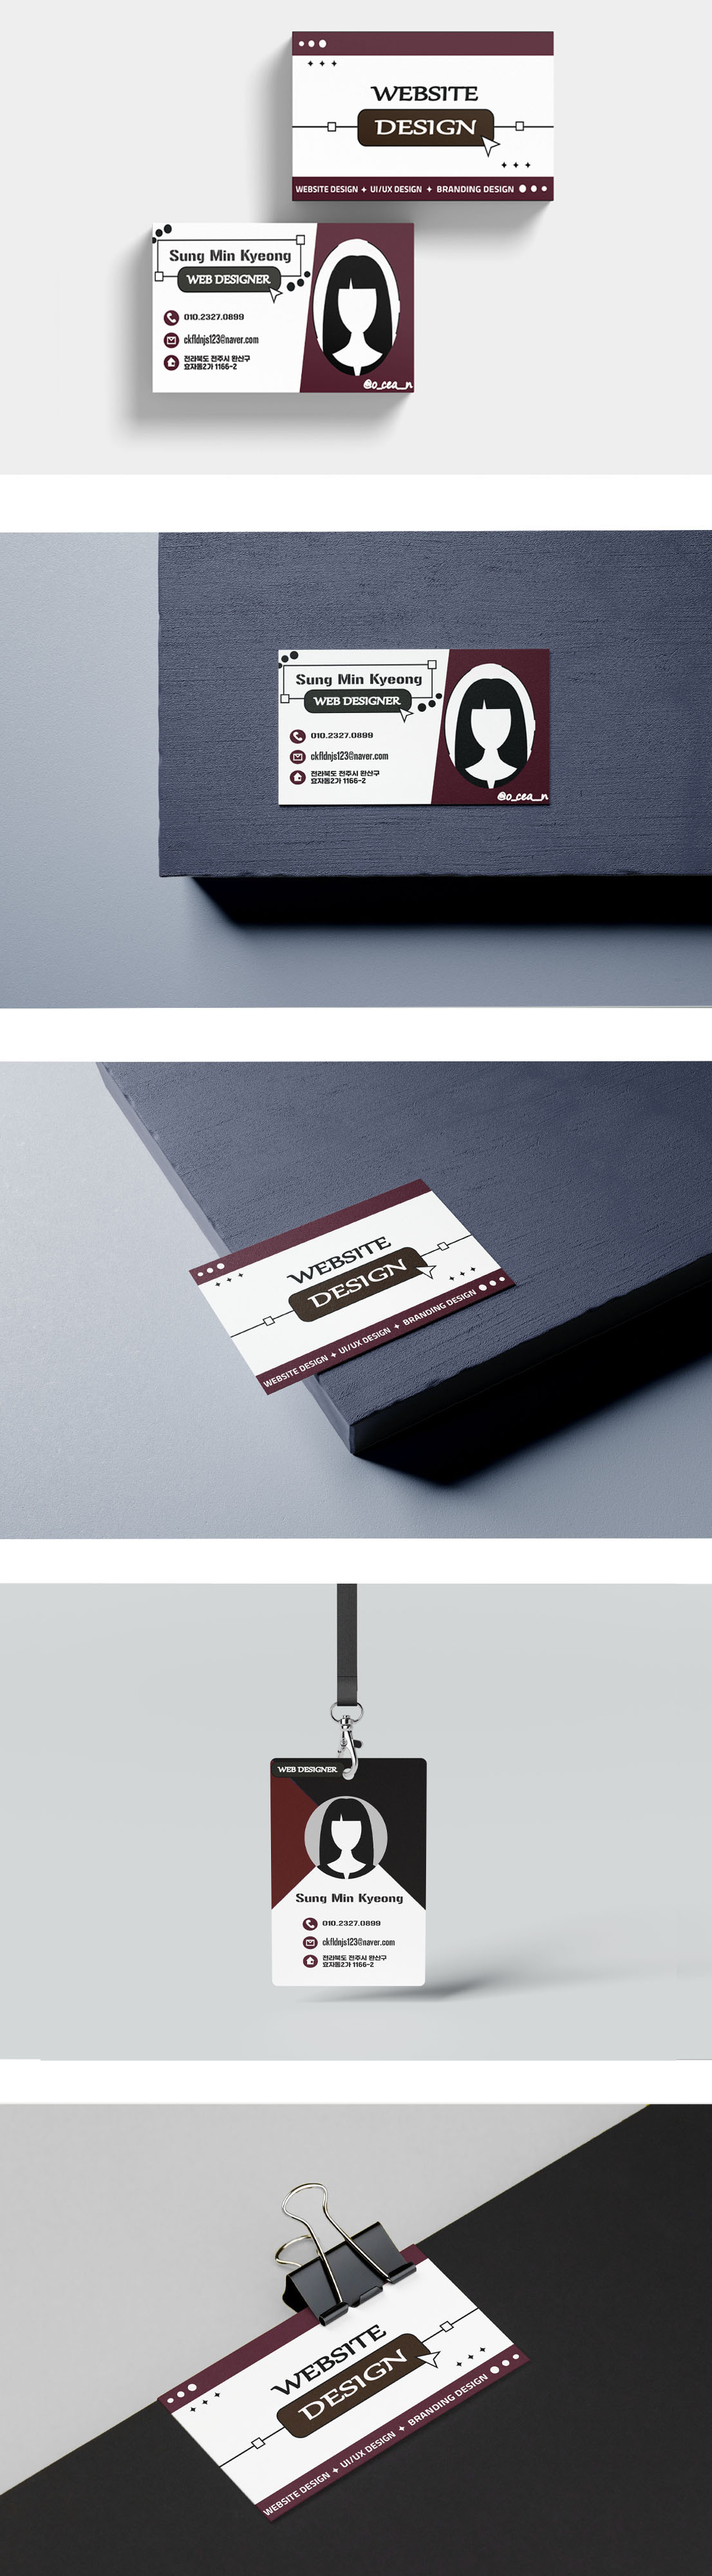 WEBSITE
DESIGN
WEBSITE DESIGN ✦ UI/UX DESIGN ✦ BRANDING DESIGN
Sung Min Kyeong
WEB DESIGNER
010.2327.0899
ckfldnjs123@naver.com
전라북도 전주시 완산구
효자동2가 1166-2
@o_cea_n
Sung Min Kyeong
WEB DESIGNER
010.2327.0899
ckfldnjs123@naver.com
전라북도 전주시 완산구
효자동2가 1166-2
@o_cea_n
WEBSITE
DESIGN
WEBSITE DESIGN ✦ UI/UX DESIGN ✦ BRANDING DESIGN
WEB DESIGNER
Sung Min Kyeong
010.2327.0899
ckfldnjs123@naver.com
전라북도 전주시 완산구
효자동2가 1166-2
WEBSITE
DESIGN
WEBSITE DESIGN ✦ UI/UX DESIGN ✦ BRANDING DESIGN